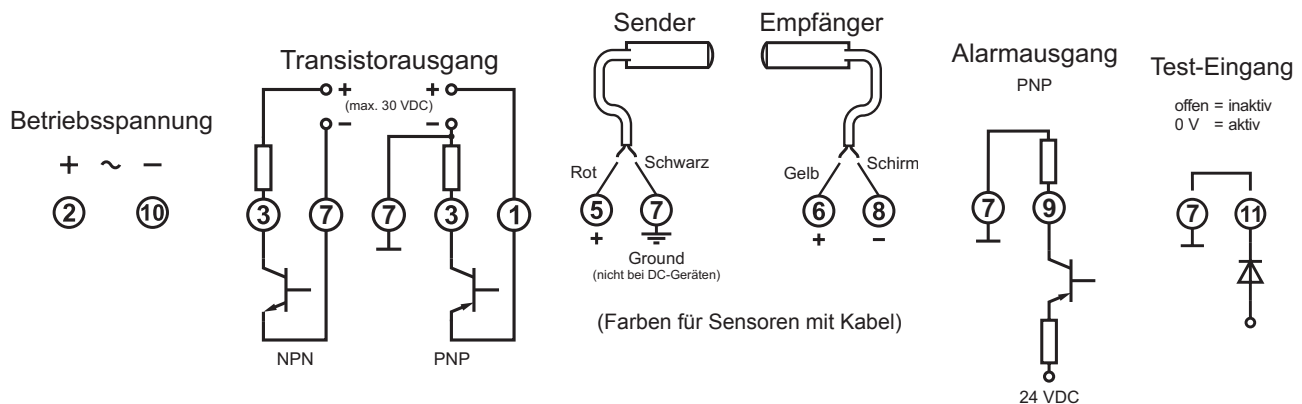 Betriebsspannung
+ ~ −
2 10
Transistorausgang
+ (max. 30 VDC) +
− −
3 7 7 3 1
NPN PNP
Sender
Rot Schwarz
5 7
+
Ground
(nicht bei DC-Geräten)
Empfänger
Gelb Schirm
6 8
+ −
(Farben für Sensoren mit Kabel)
Alarmausgang
PNP
7 9
24 VDC
Test-Eingang
offen = inaktiv
0 V = aktiv
7 11